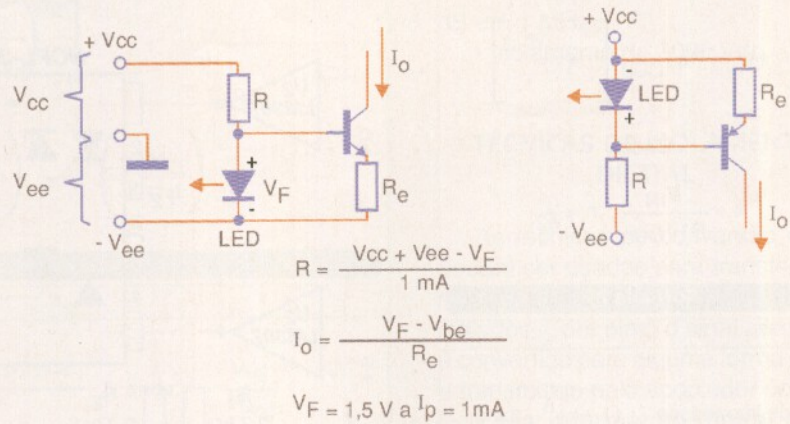 + Vcc
Vcc
Vee
- Vee
R
+
VF
-
LED
Io
Re
+ Vcc
-
LED
+
Re
R
Io
- Vee
R = Vcc + Vee - VF / 1 mA
Io = VF - Vbe / Re
VF = 1,5 V a Ip = 1mA